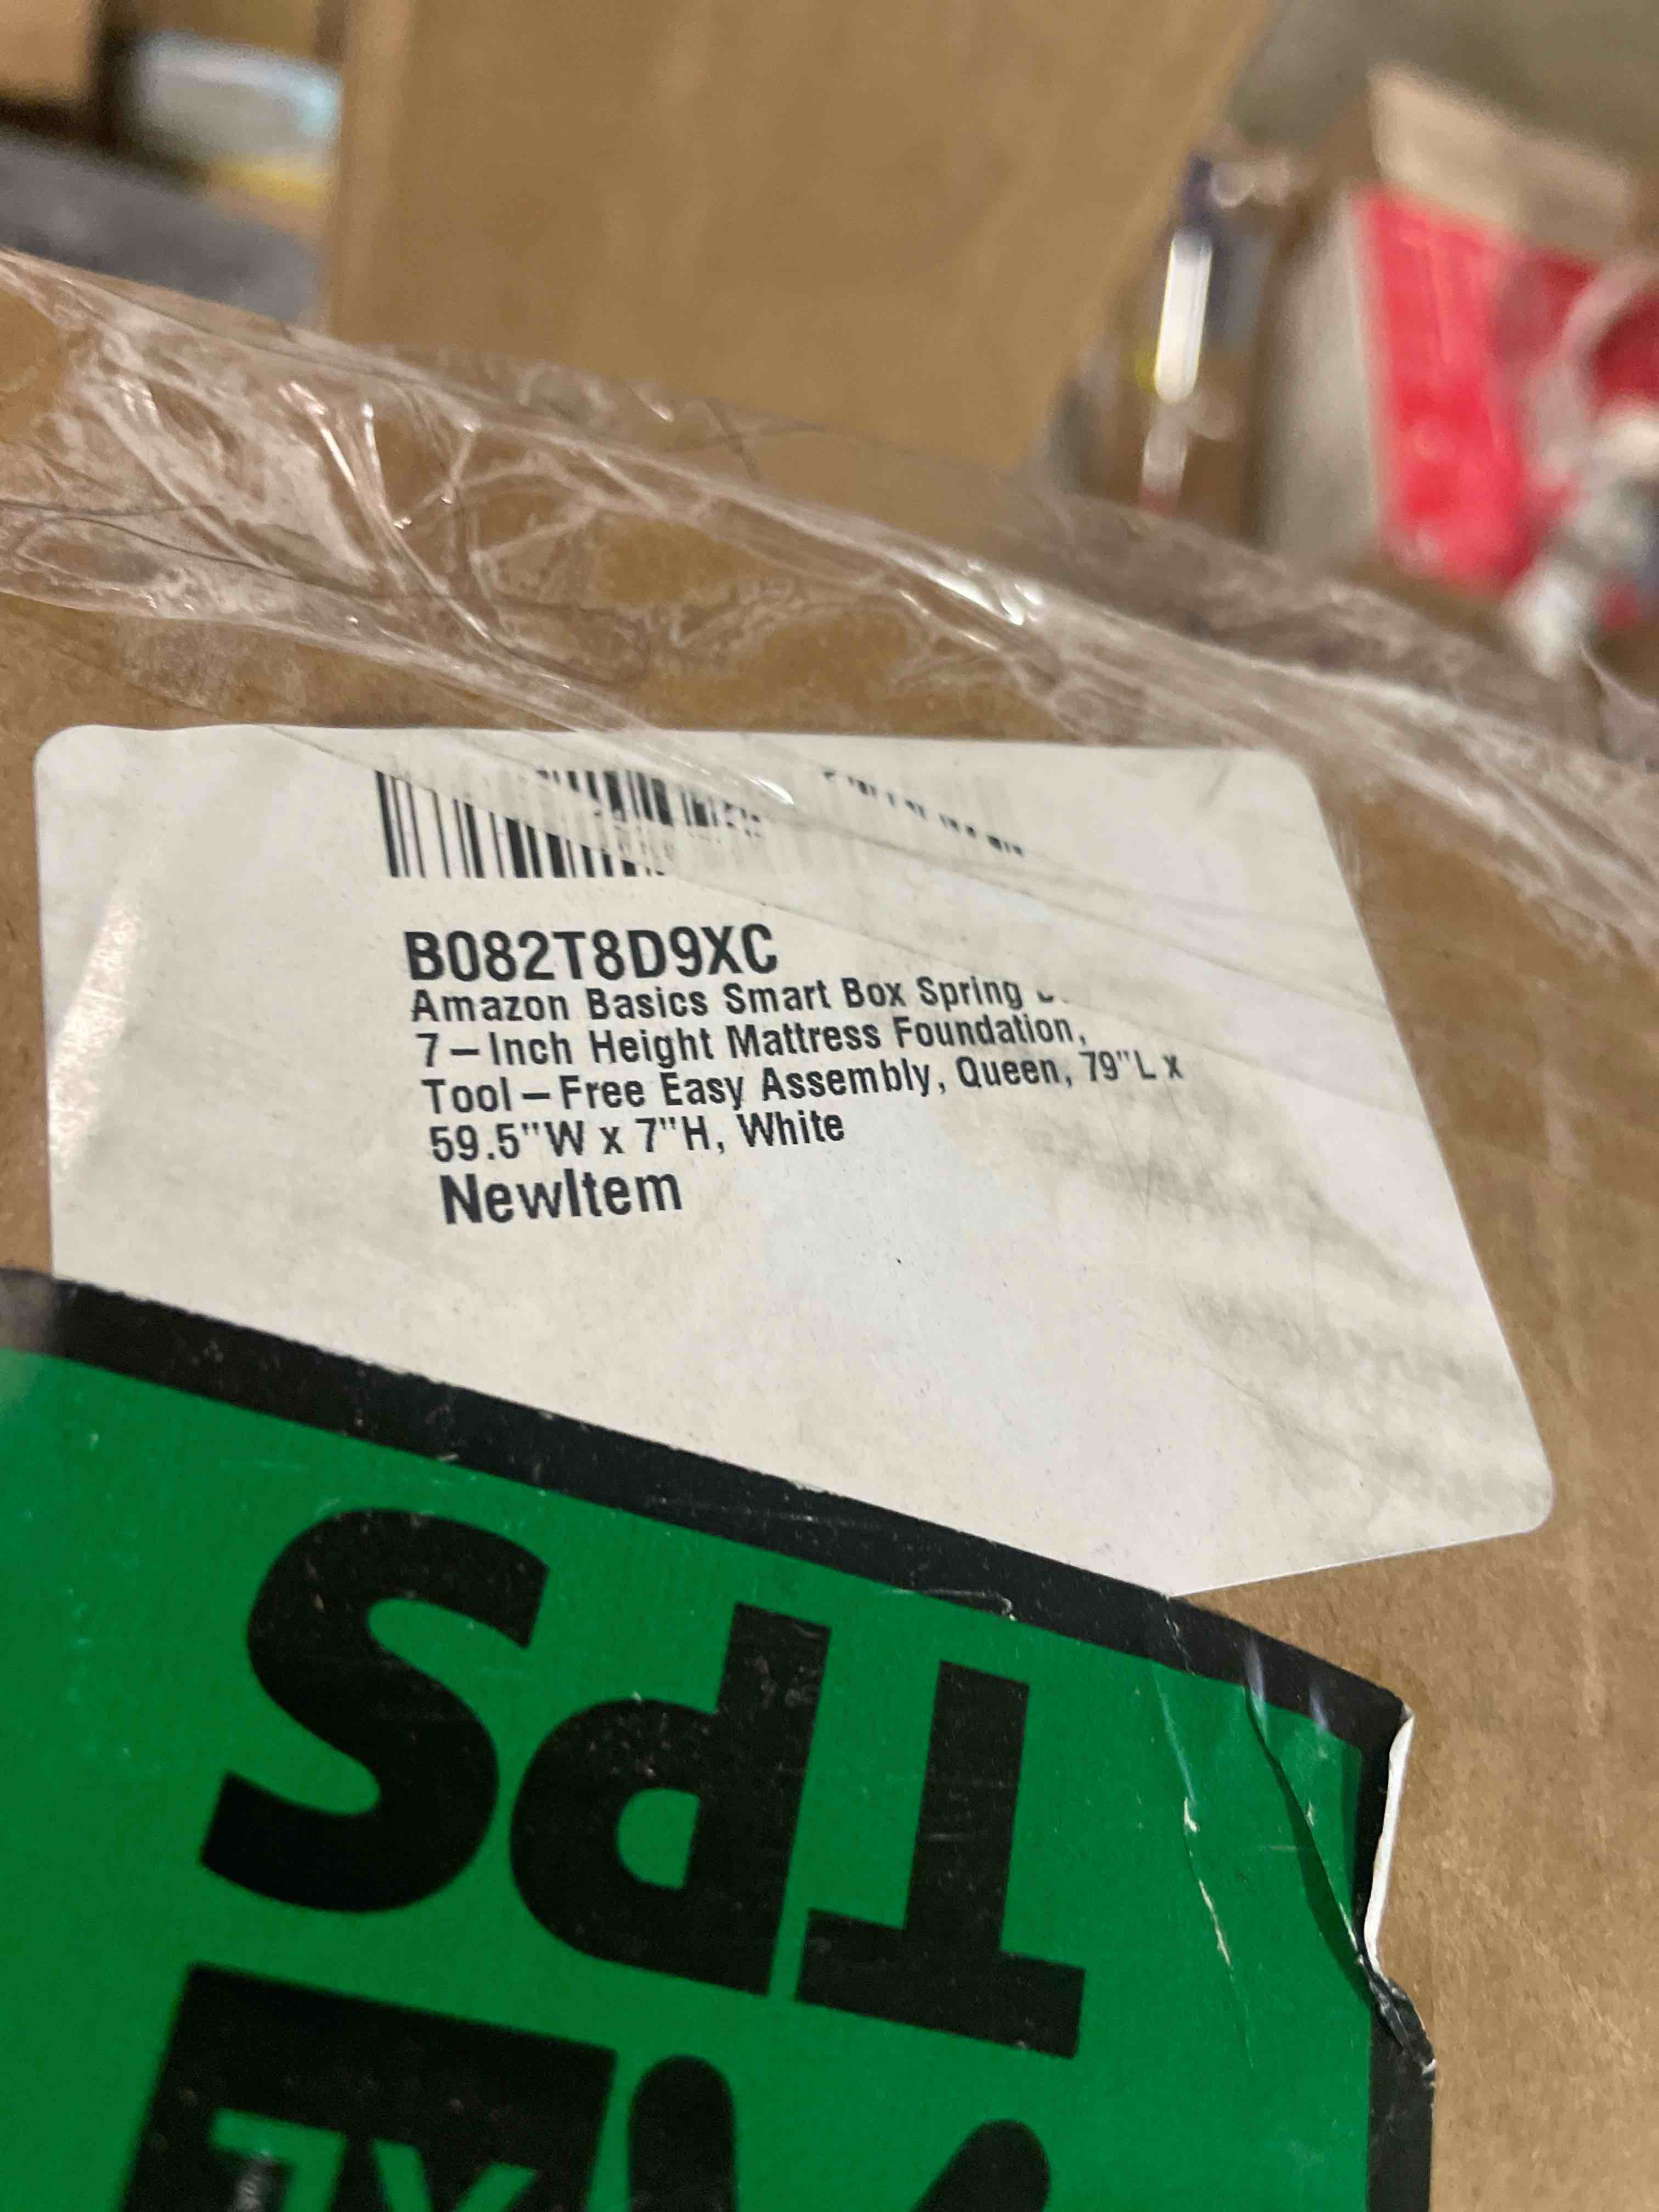 B082T8D9XC
Amazon Basics Smart Box Spring
7-Inch Height Mattress Foundation,
Tool-Free Easy Assembly, Queen, 79"L x
59.5"W x 7"H, White
NewItem